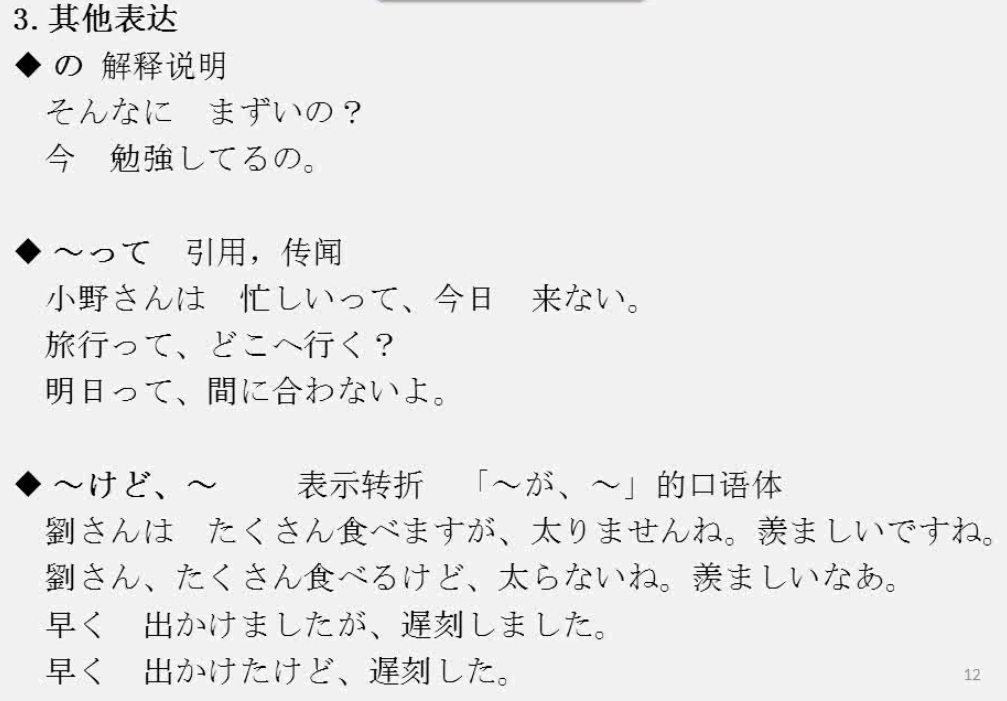 3. 其他表达
◆ の 解释说明
そんなに　まずいの？
今　勉強してるの。
◆ ～って　引用，传闻
小野さんは　忙しいって、今日　来ない。
旅行って、どこへ行く？
明日って、間に合わないよ。
◆ ～けど、～　　表示转折　「～が、～」的口语体
劉さんは　たくさん食べますが、太りませんね。羨ましいですね。
劉さん、たくさん食べるけど、太らないね。羨ましいなあ。
早く　出かけましたが、遅刻しました。
早く　出かけたけど、遅刻した。
12